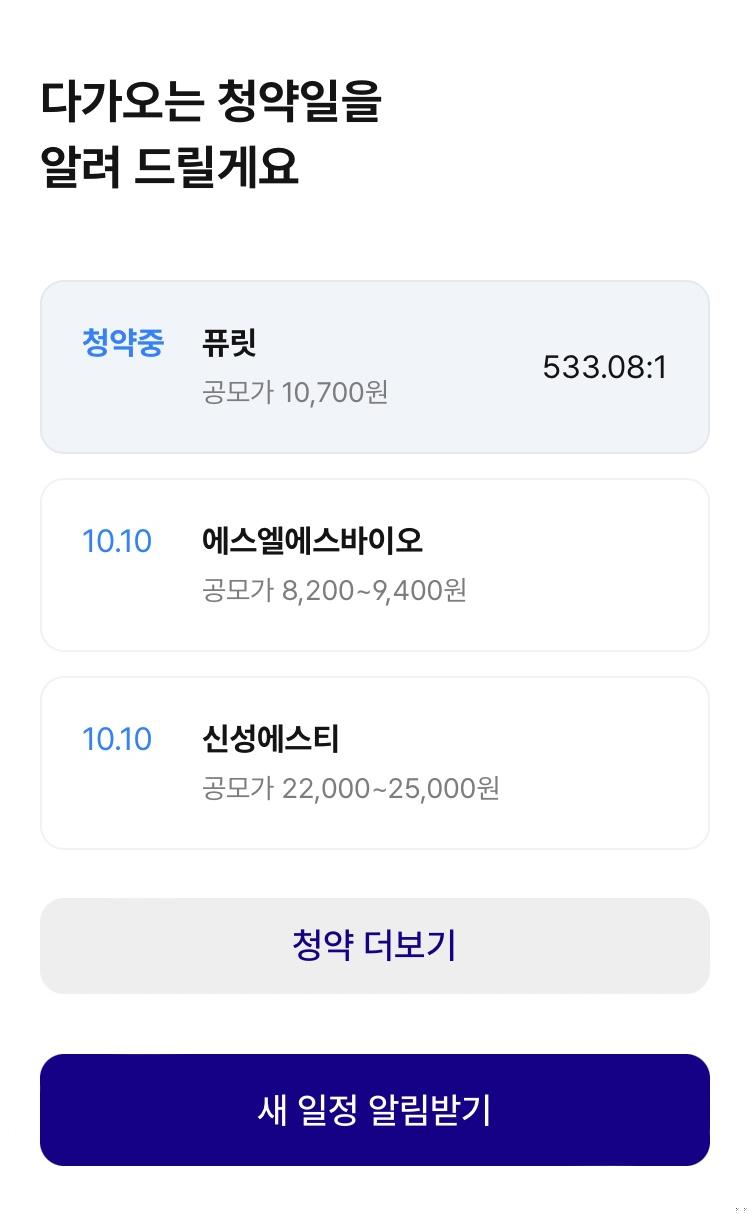 다가오는 청약일을
알려 드릴게요
청약중 퓨릿 533.08:1
공모가 10,700원
10.10 에스엘에스바이오
공모가 8,200~9,400원
10.10 신성에스티
공모가 22,000~25,000원
청약 더보기
새 일정 알림받기